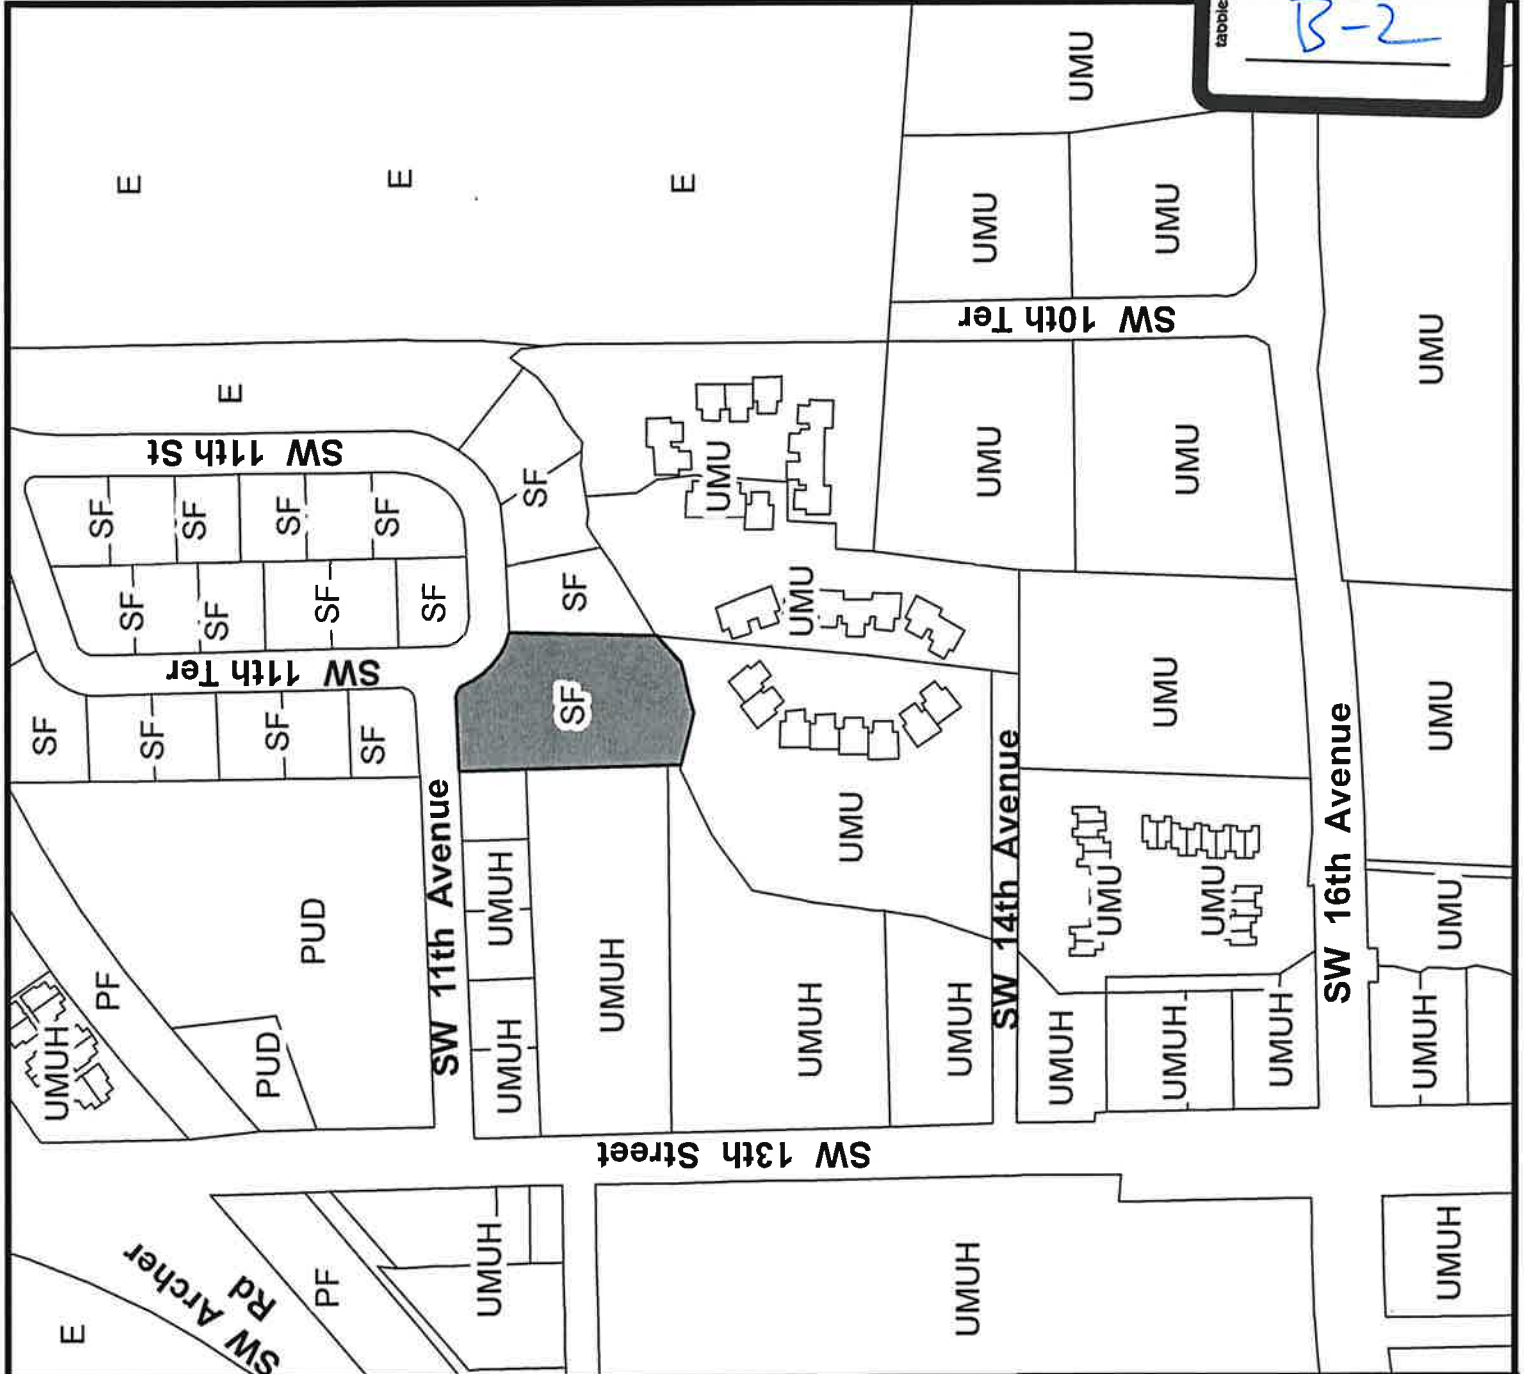 E
E
E
UMU
tabbies
B-2
UMU
UMU
SW 10th Ter
UMU
E
SW 11th St
SF
SF
SF
SF
SF
UMU
UMU
UMU
SF
SF
SF
SF
SF
UMU
SW 11th Ter
SF
UMU
UMU
SF
SF
SF
SF
SW 11th Avenue
UMU
SW 14th Avenue
SW 16th Avenue
PUD
UMUH
UMU
UMU
UMU
PF
UMUH
UMUH
UMUH
PUD
UMUH
UMUH
UMUH
UMUH
UMUH
UMUH
SW 13th Street
SW Archer
Rd
E
PF
UMUH
UMUH
UMUH